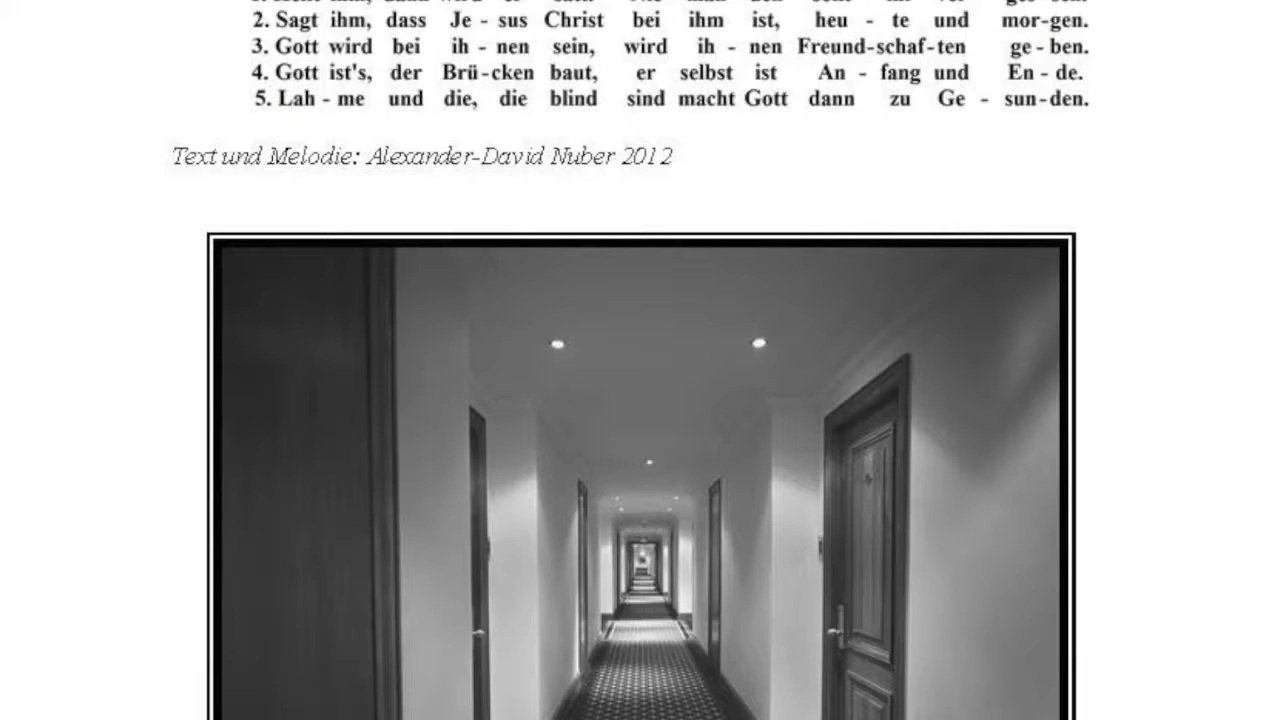 2. Sagt ihm, dass Je - sus Christ bei ihm ist, heu - te und mor-gen.
3. Gott wird bei ih - nen sein, wird ih - nen Freund-schaf-ten ge - ben.
4. Gott ist's, der Brü-cken baut, er selbst ist An - fang und En - de.
5. Lah - me und die, die blind sind macht Gott dann zu Ge - sun-den.
Text und Melodie: Alexander-David Nuber 2012